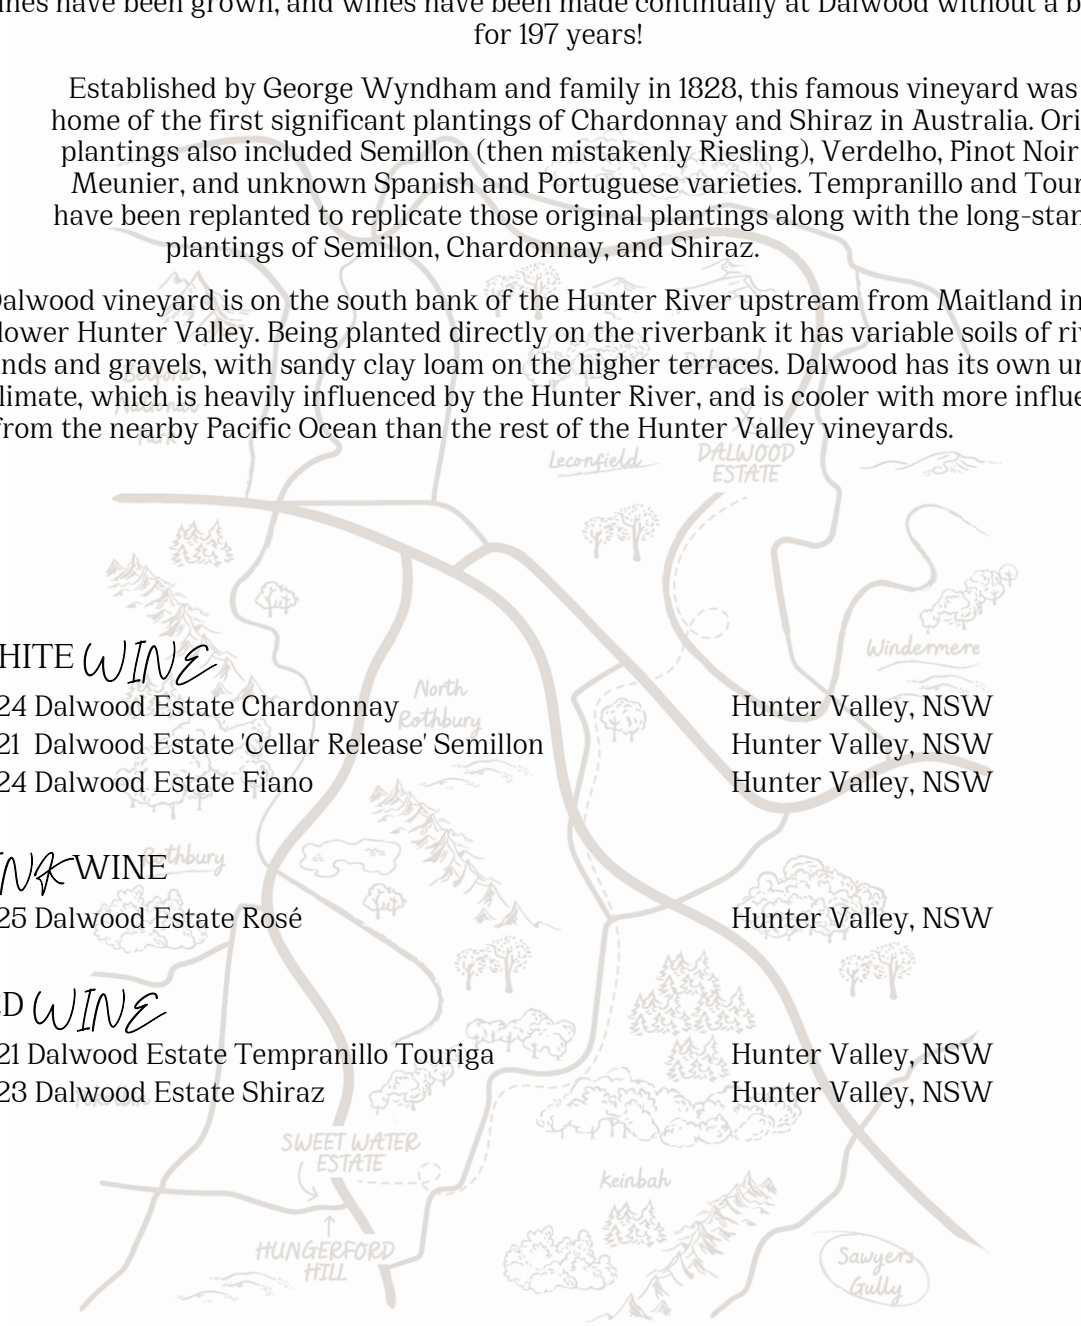 ines have been grown, and wines have been made continually at Dalwood without a b
for 197 years!
Established by George Wyndham and family in 1828, this famous vineyard was
home of the first significant plantings of Chardonnay and Shiraz in Australia. Ori
plantings also included Semillon (then mistakenly Riesling), Verdelho, Pinot Noir
Meunier, and unknown Spanish and Portuguese varieties. Tempranillo and Tour
have been replanted to replicate those original plantings along with the long-stan
plantings of Semillon, Chardonnay, and Shiraz.
Dalwood vineyard is on the south bank of the Hunter River upstream from Maitland in
lower Hunter Valley. Being planted directly on the riverbank it has variable soils of riv
nds and gravels, with sandy clay loam on the higher terraces. Dalwood has its own un
limate, which is heavily influenced by the Hunter River, and is cooler with more influe
from the nearby Pacific Ocean than the rest of the Hunter Valley vineyards.
Belford
National
Park
Leconfield
DALWOOD
ESTATE
Windermere
HITE WINE
North
Rothbury
24 Dalwood Estate Chardonnay Hunter Valley, NSW
21 Dalwood Estate 'Cellar Release' Semillon Hunter Valley, NSW
24 Dalwood Estate Fiano Hunter Valley, NSW
INK WINE
Rothbury
25 Dalwood Estate Rosé Hunter Valley, NSW
ED WINE
21 Dalwood Estate Tempranillo Touriga Hunter Valley, NSW
23 Dalwood Estate Shiraz Hunter Valley, NSW
SWEET WATER
ESTATE
Keinbah
HUNGERFORD
HILL
Sawyers
Gully